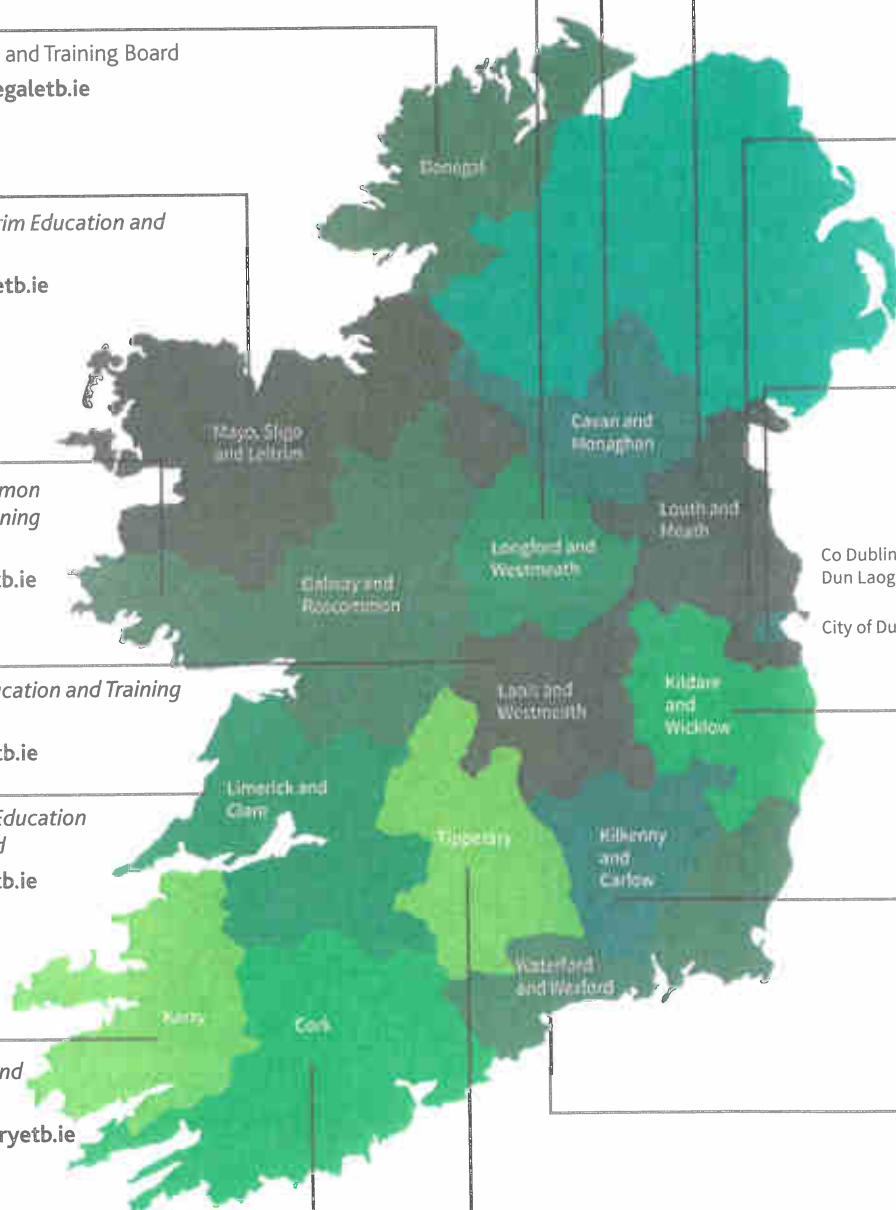 and Training Board
egaletb.ie
Donegal
rim Education and
etb.ie
Mayo, Sligo
and Leitrim
Cavan and
Monaghan
mon
ning
Louth and
Meath
Longford and
Westmeath
Galway and
Roscommon
tb.ie
Co Dublin
Dun Laog
City of Du
ucation and Training
tb.ie
Laois and
Westmeath
Kildare
and
Wicklow
Limerick and
Clare
Education
d
tb.ie
Tipperary
Kilkenny
and
Carlow
Waterford
and Wexford
Kerry
Cork
nd
ryetb.ie